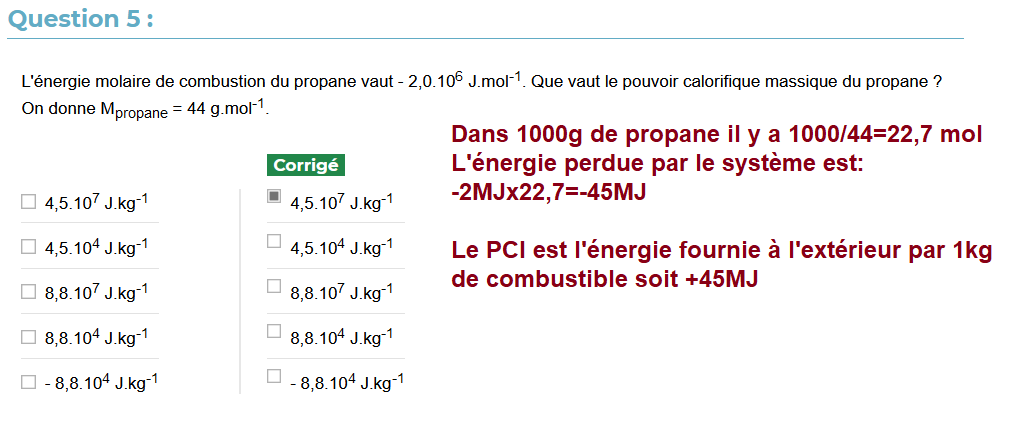 Question 5 :
L'énergie molaire de combustion du propane vaut - 2,0.10⁶ J.mol⁻¹. Que vaut le pouvoir calorifique massique du propane ?
On donne Mpropane = 44 g.mol⁻¹.
Dans 1000g de propane il y a 1000/44=22,7 mol
L'énergie perdue par le système est:
-2MJx22,7=-45MJ
Le PCI est l'énergie fournie à l'extérieur par 1kg
de combustible soit +45MJ
Corrigé
4,5.10⁷ J.kg⁻¹
4,5.10⁷ J.kg⁻¹
4,5.10⁴ J.kg⁻¹
4,5.10⁴ J.kg⁻¹
8,8.10⁷ J.kg⁻¹
8,8.10⁷ J.kg⁻¹
8,8.10⁴ J.kg⁻¹
8,8.10⁴ J.kg⁻¹
- 8,8.10⁴ J.kg⁻¹
- 8,8.10⁴ J.kg⁻¹